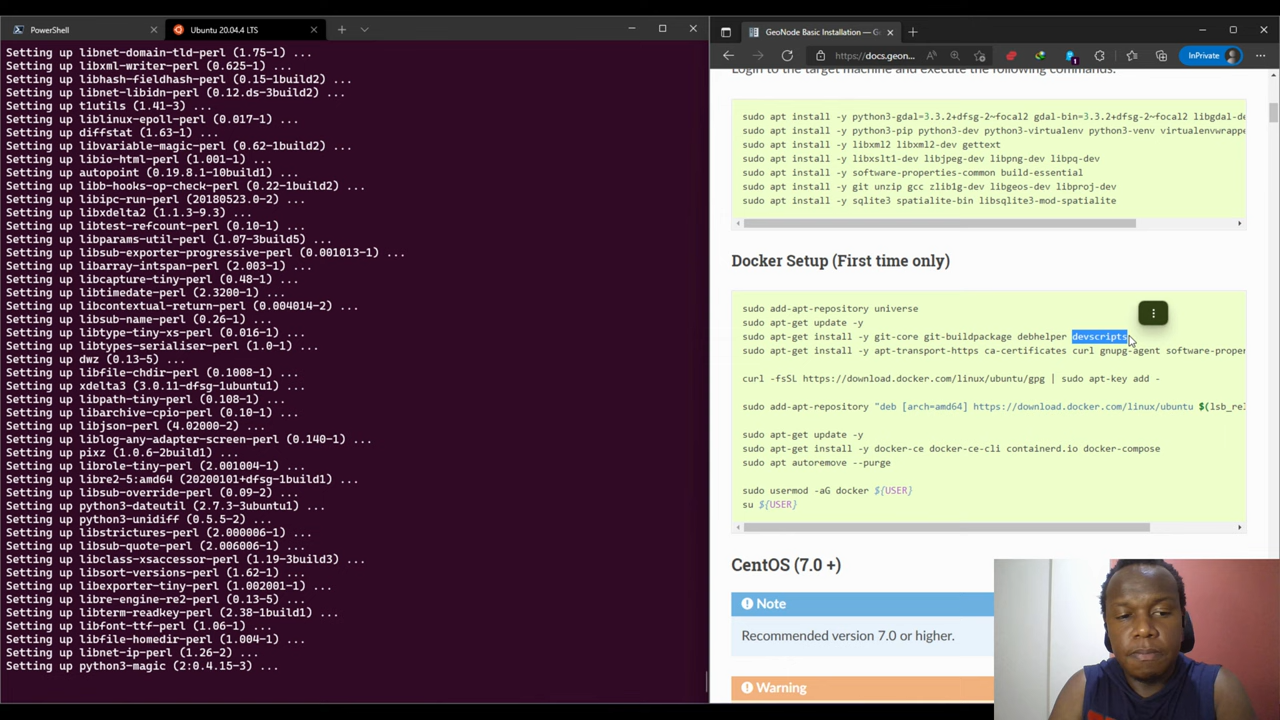 PowerShell
Ubuntu 20.04.4 LTS
Setting up libnet-domain-tld-perl (1.75-1) ...
Setting up libxml-writer-perl (0.625-1) ...
Setting up libhash-fieldhash-perl (0.15-1build2) ...
Setting up libnet-libidn-perl (0.12.ds-3build2) ...
Setting up t1utils (1.41-3) ...
Setting up liblinux-epoll-perl (0.017-1) ...
Setting up diffstat (1.63-1) ...
Setting up libvariable-magic-perl (0.62-1build2) ...
Setting up libio-html-perl (1.001-1) ...
Setting up autopoint (0.19.8.1-10build1) ...
Setting up libb-hooks-op-check-perl (0.22-1build2) ...
Setting up libipc-run-perl (20180523.0-2) ...
Setting up libxdelta2 (1.1.3-9.3) ...
Setting up libtest-refcount-perl (0.10-1) ...
Setting up libparams-util-perl (1.07-3build5) ...
Setting up libsub-exporter-progressive-perl (0.001013-1) ...
Setting up libarray-intspan-perl (2.003-1) ...
Setting up libcapture-tiny-perl (0.48-1) ...
Setting up libtimedate-perl (2.3200-1) ...
Setting up libcontextual-return-perl (0.004014-2) ...
Setting up libsub-name-perl (0.26-1) ...
Setting up libtype-tiny-xs-perl (0.016-1) ...
Setting up libtypes-serialiser-perl (1.0-1) ...
Setting up dwz (0.13-5) ...
Setting up libfile-chdir-perl (0.1008-1) ...
Setting up xdelta3 (3.0.11-dfsg-1ubuntu1) ...
Setting up libpath-tiny-perl (0.108-1) ...
Setting up libarchive-cpio-perl (0.10-1) ...
Setting up libjson-perl (4.02000-2) ...
Setting up liblog-any-adapter-screen-perl (0.140-1) ...
Setting up pixz (1.0.6-2build1) ...
Setting up librole-tiny-perl (2.001004-1) ...
Setting up libre2-5:amd64 (20200101+dfsg-1build1) ...
Setting up libsub-override-perl (0.09-2) ...
Setting up python3-dateutil (2.7.3-3ubuntu1) ...
Setting up python3-unidiff (0.5.5-2) ...
Setting up libstrictures-perl (2.000006-1) ...
Setting up libsub-quote-perl (2.006006-1) ...
Setting up libclass-xsaccessor-perl (1.19-3build3) ...
Setting up libsort-versions-perl (1.62-1) ...
Setting up libexporter-tiny-perl (1.002001-1) ...
Setting up libre-engine-re2-perl (0.13-5) ...
Setting up libterm-readkey-perl (2.38-1build1) ...
Setting up libfont-ttf-perl (1.06-1) ...
Setting up libfile-homedir-perl (1.004-1) ...
Setting up libnet-ip-perl (1.26-2) ...
Setting up python3-magic (2:0.4.15-3) ...
GeoNode Basic Installation — Geo
https://docs.geon...
InPrivate
Login to the target machine and execute the following commands:
sudo apt install -y python3-gdal=3.3.2+dfsg-2~focal2 gdal-bin=3.3.2+dfsg-2~focal2 libgdal-de
sudo apt install -y python3-pip python3-dev python3-virtualenv python3-venv virtualenvwrappe
sudo apt install -y libxml2 libxml2-dev gettext
sudo apt install -y libxslt1-dev libjpeg-dev libpng-dev libpq-dev
sudo apt install -y software-properties-common build-essential
sudo apt install -y git unzip gcc zlib1g-dev libgeos-dev libproj-dev
sudo apt install -y sqlite3 spatialite-bin libsqlite3-mod-spatialite
Docker Setup (First time only)
sudo add-apt-repository universe
sudo apt-get update -y
sudo apt-get install -y git-core git-buildpackage debhelper devscripts
sudo apt-get install -y apt-transport-https ca-certificates curl gnupg-agent software-proper
curl -fsSL https://download.docker.com/linux/ubuntu/gpg | sudo apt-key add -
sudo add-apt-repository "deb [arch=amd64] https://download.docker.com/linux/ubuntu $(lsb_rel
sudo apt-get update -y
sudo apt-get install -y docker-ce docker-ce-cli containerd.io docker-compose
sudo apt autoremove --purge
sudo usermod -aG docker ${USER}
su ${USER}
CentOS (7.0 +)
Note
Recommended version 7.0 or higher.
Warning